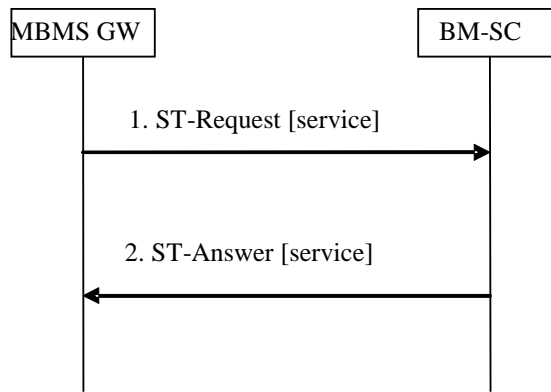 MBMS GW
BM-SC
1. ST-Request [service]
2. ST-Answer [service]